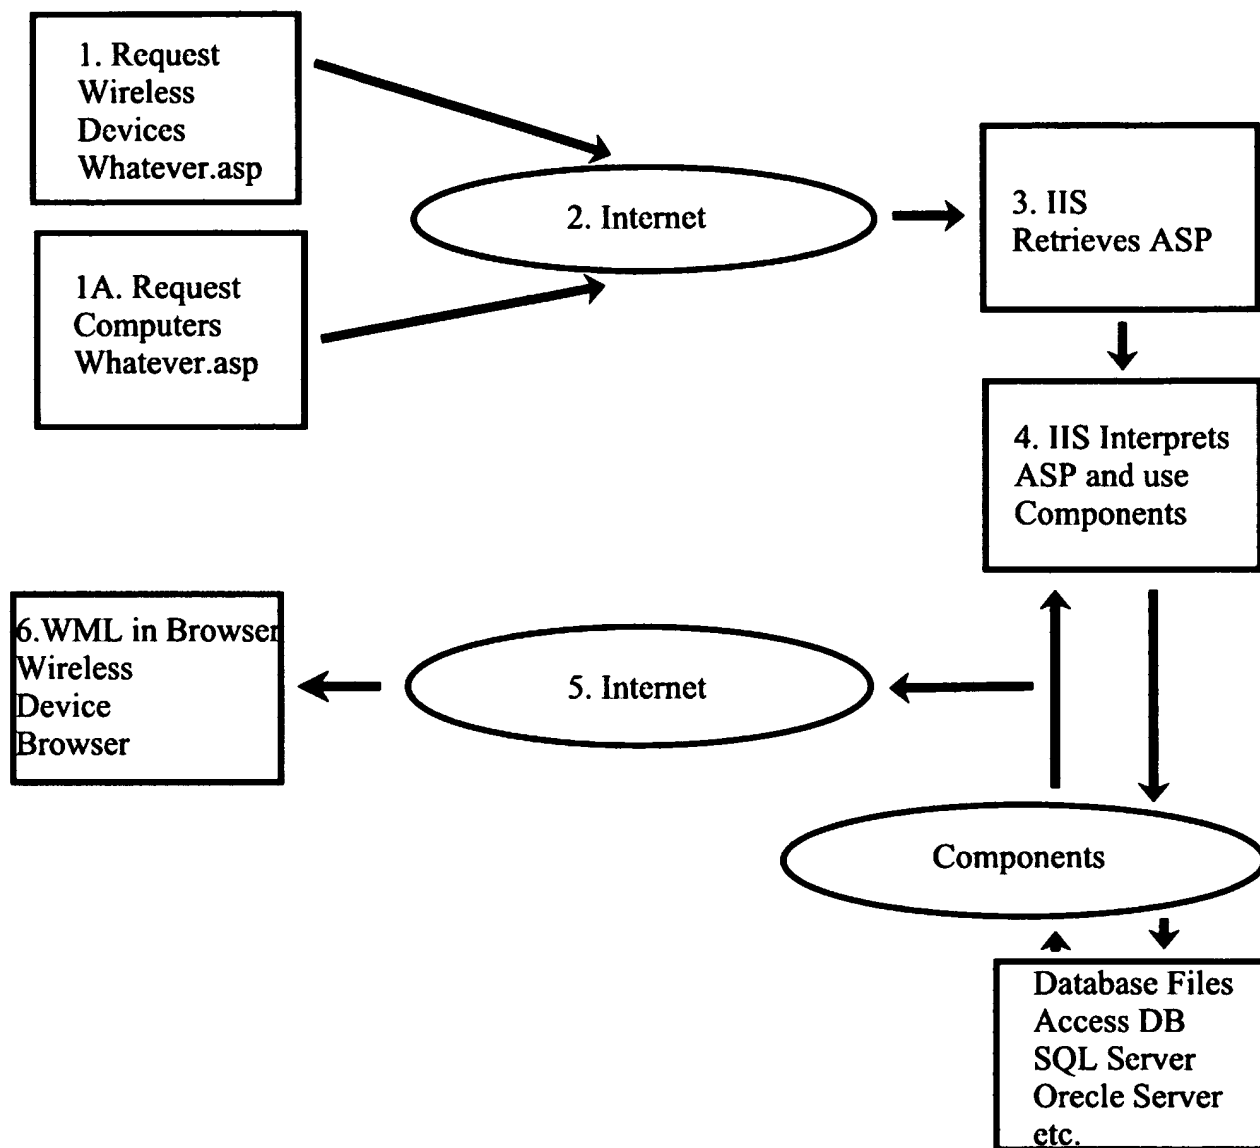 1. Request
Wireless
Devices
Whatever.asp
1A. Request
Computers
Whatever.asp
2. Internet
3. IIS
Retrieves ASP
4. IIS Interprets
ASP and use
Components
5. Internet
6.WML in Browser
Wireless
Device
Browser
Components
Database Files
Access DB
SQL Server
Orecle Server
etc.